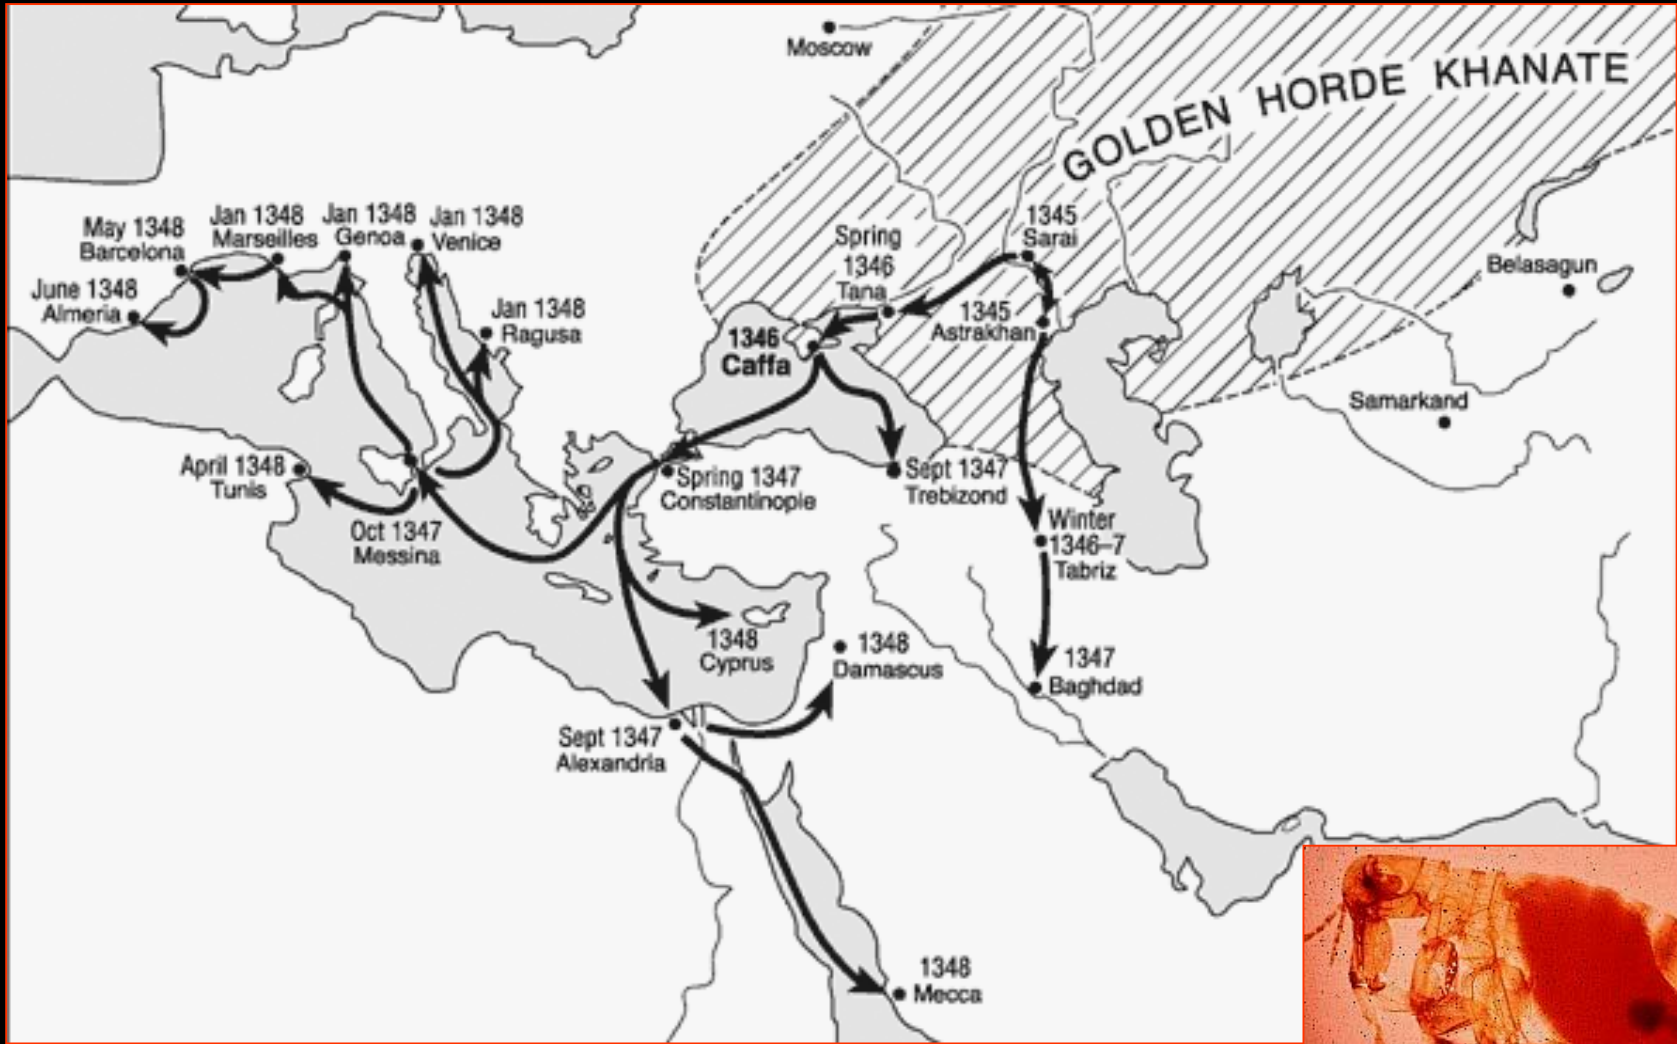 Moscow
GOLDEN HORDE KHANATE
May 1348
Barcelona
Jan 1348
Marseilles
Jan 1348
Genoa
Jan 1348
Venice
June 1348
Almeria
Jan 1348
Ragusa
Spring
1346
Tana
1345
Sarai
1345
Astrakhan
Belasagun
1346
Caffa
Samarkand
April 1348
Tunis
Oct 1347
Messina
Spring 1347
Constantinople
Sept 1347
Trebizond
Winter
1346–7
Tabriz
1348
Cyprus
1348
Damascus
1347
Baghdad
Sept 1347
Alexandria
1348
Mecca